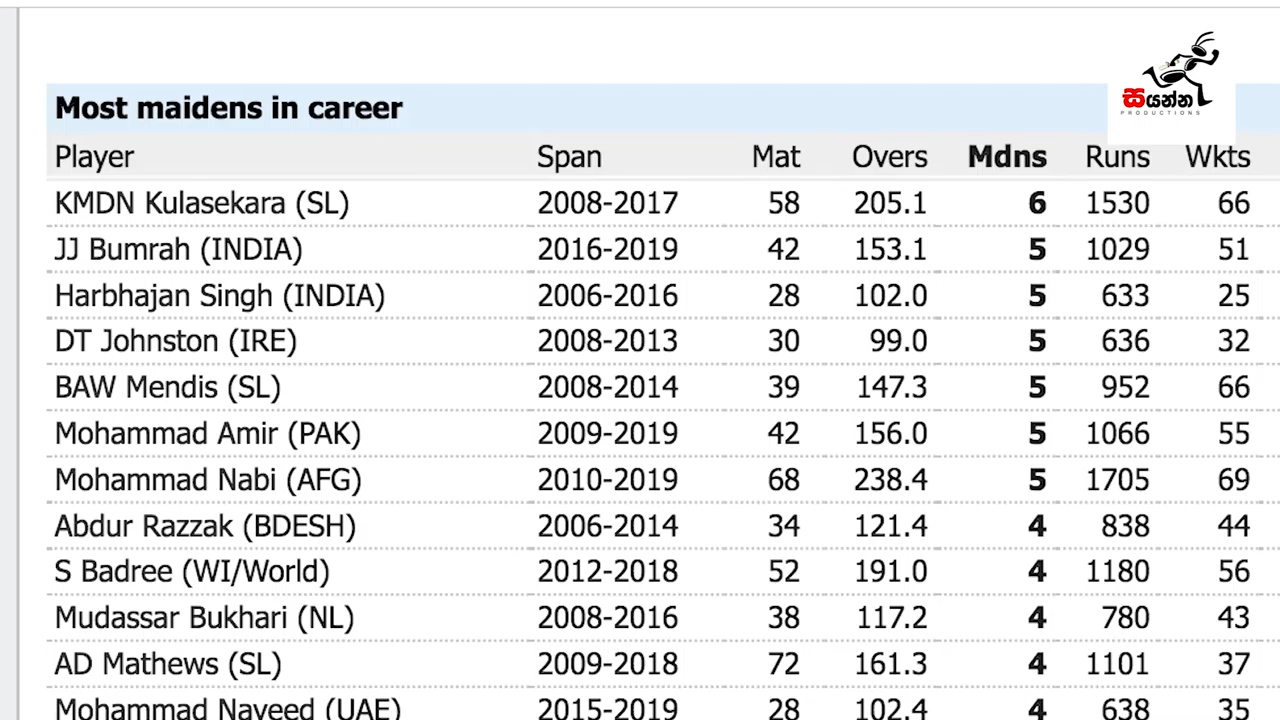 සයන්න
PRODUCTIONS
Most maidens in career
Player Span Mat Overs Mdns Runs Wkts
KMDN Kulasekara (SL) 2008-2017 58 205.1 6 1530 66
JJ Bumrah (INDIA) 2016-2019 42 153.1 5 1029 51
Harbhajan Singh (INDIA) 2006-2016 28 102.0 5 633 25
DT Johnston (IRE) 2008-2013 30 99.0 5 636 32
BAW Mendis (SL) 2008-2014 39 147.3 5 952 66
Mohammad Amir (PAK) 2009-2019 42 156.0 5 1066 55
Mohammad Nabi (AFG) 2010-2019 68 238.4 5 1705 69
Abdur Razzak (BDESH) 2006-2014 34 121.4 4 838 44
S Badree (WI/World) 2012-2018 52 191.0 4 1180 56
Mudassar Bukhari (NL) 2008-2016 38 117.2 4 780 43
AD Mathews (SL) 2009-2018 72 161.3 4 1101 37
Mohammad Naveed (UAE) 2015-2019 28 102.4 4 638 35